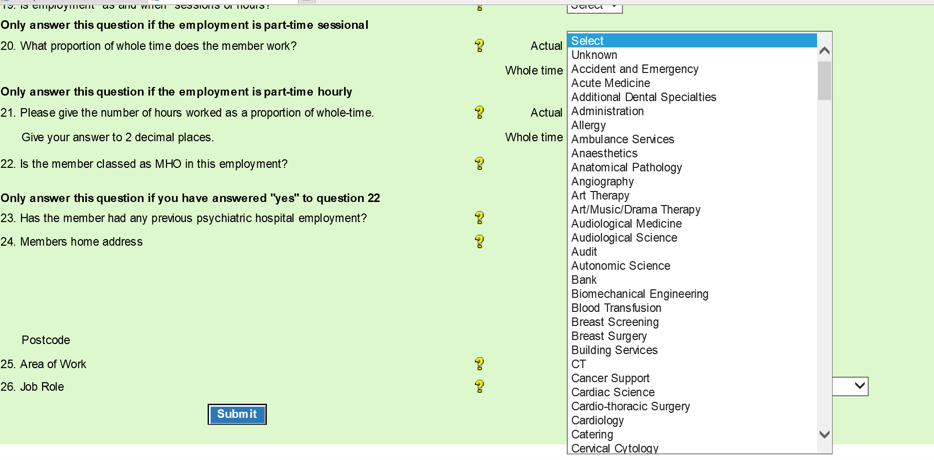 19. Is employment "as and when" sessions or hours?
Select
Only answer this question if the employment is part-time sessional
20. What proportion of whole time does the member work?
Actual
Whole time
Only answer this question if the employment is part-time hourly
21. Please give the number of hours worked as a proportion of whole-time.
Actual
Give your answer to 2 decimal places.
Whole time
22. Is the member classed as MHO in this employment?
Only answer this question if you have answered "yes" to question 22
23. Has the member had any previous psychiatric hospital employment?
24. Members home address
Postcode
25. Area of Work
26. Job Role
Submit
Select
Unknown
Accident and Emergency
Acute Medicine
Additional Dental Specialties
Administration
Allergy
Ambulance Services
Anaesthetics
Anatomical Pathology
Angiography
Art Therapy
Art/Music/Drama Therapy
Audiological Medicine
Audiological Science
Audit
Autonomic Science
Bank
Biomechanical Engineering
Blood Transfusion
Breast Screening
Breast Surgery
Building Services
CT
Cancer Support
Cardiac Science
Cardio-thoracic Surgery
Cardiology
Catering
Cervical Cytology